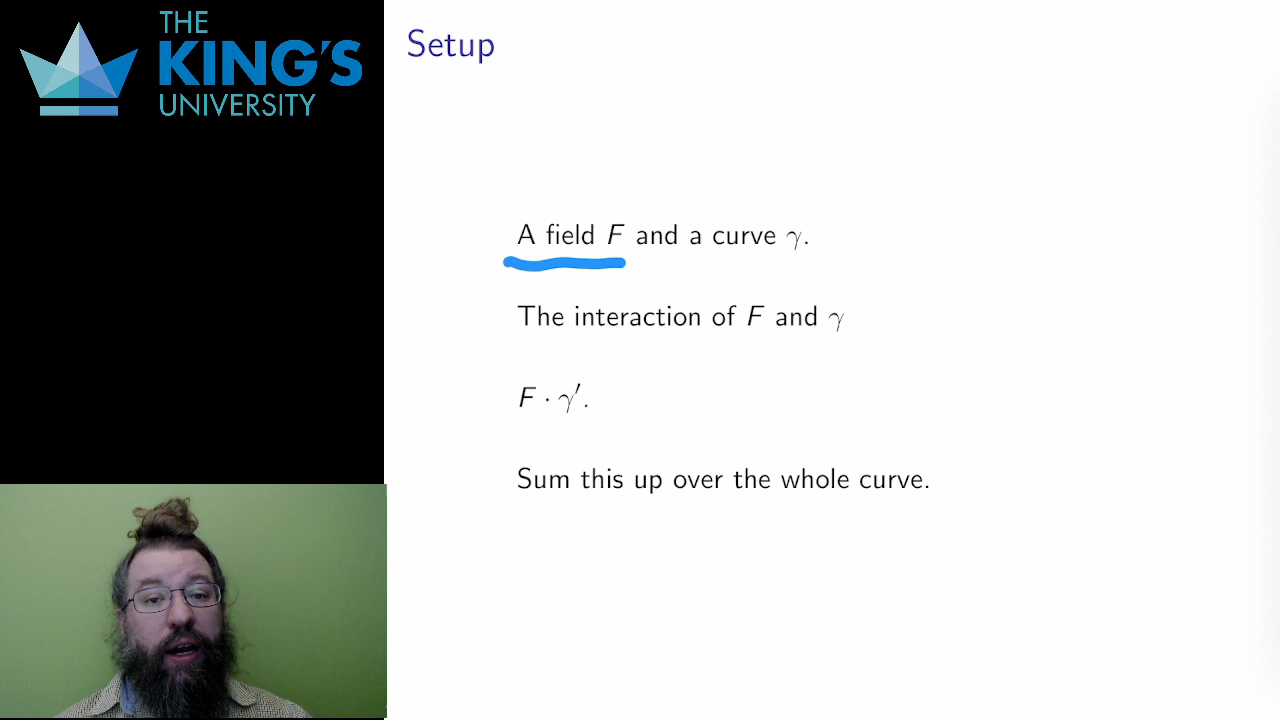 THE
KING'S
UNIVERSITY
Setup
A field F and a curve γ.
The interaction of F and γ
F · γ′.
Sum this up over the whole curve.